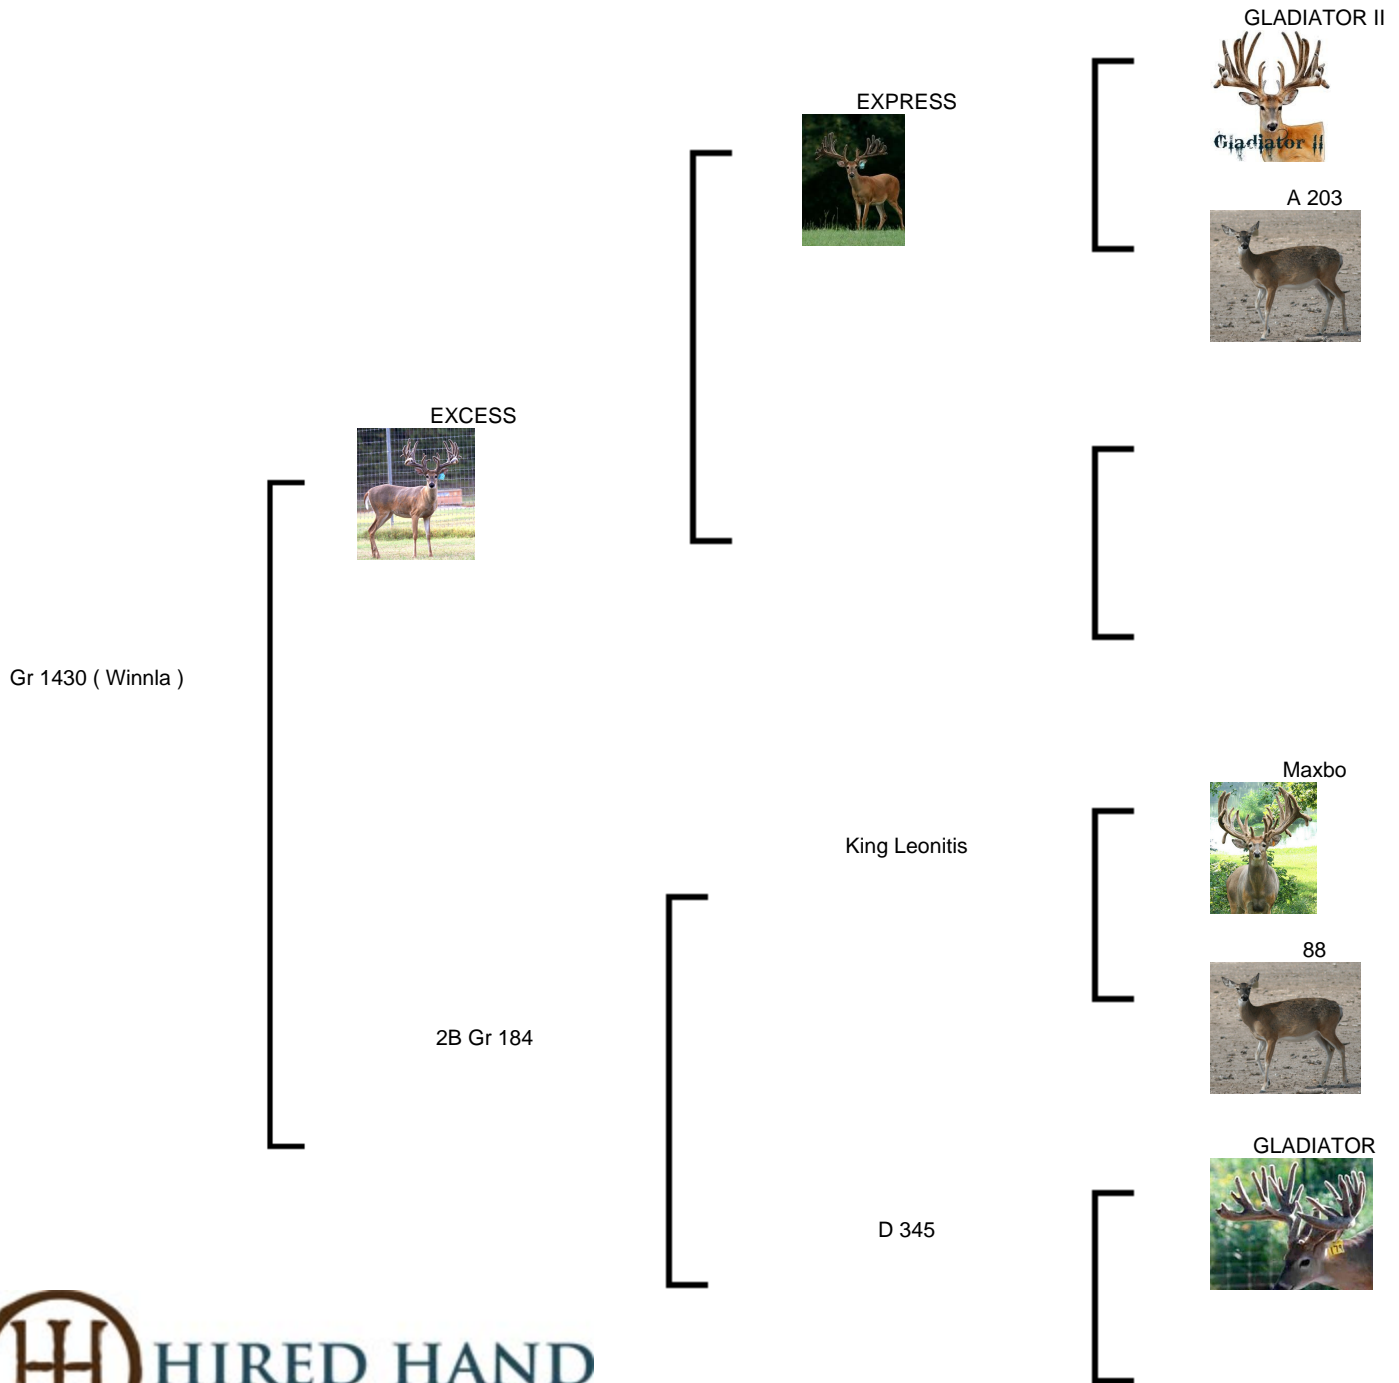 GLADIATOR II
Gladiator II
EXPRESS
A 203
EXCESS
Gr 1430 ( Winnla )
Maxbo
King Leonitis
88
2B Gr 184
GLADIATOR
D 345
HIRED HAND